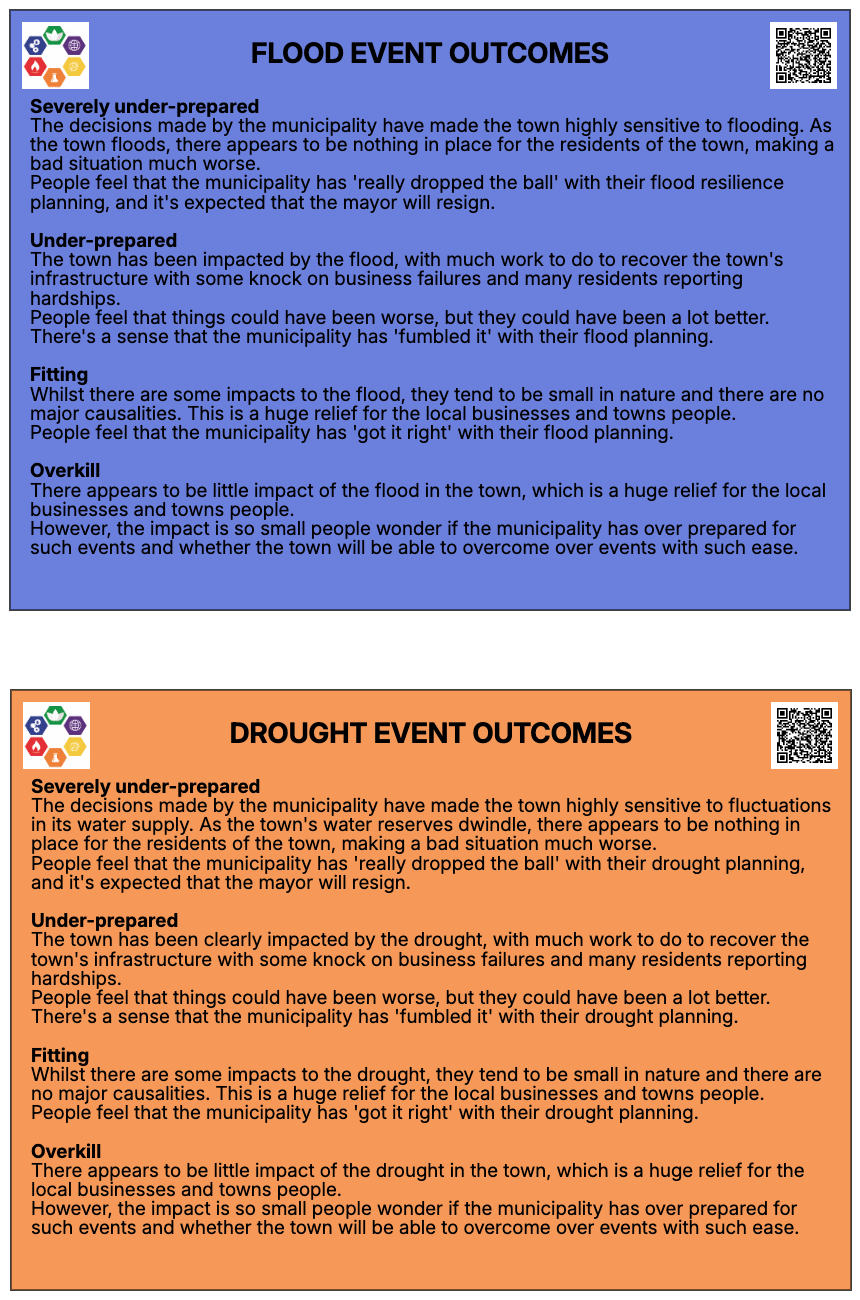 FLOOD EVENT OUTCOMES
Severely under-prepared
The decisions made by the municipality have made the town highly sensitive to flooding. As
the town floods, there appears to be nothing in place for the residents of the town, making a
bad situation much worse.
People feel that the municipality has 'really dropped the ball' with their flood resilience
planning, and it's expected that the mayor will resign.
Under-prepared
The town has been impacted by the flood, with much work to do to recover the town's
infrastructure with some knock on business failures and many residents reporting
hardships.
People feel that things could have been worse, but they could have been a lot better.
There's a sense that the municipality has 'fumbled it' with their flood planning.
Fitting
Whilst there are some impacts to the flood, they tend to be small in nature and there are no
major causalities. This is a huge relief for the local businesses and towns people.
People feel that the municipality has 'got it right' with their flood planning.
Overkill
There appears to be little impact of the flood in the town, which is a huge relief for the local
businesses and towns people.
However, the impact is so small people wonder if the municipality has over prepared for
such events and whether the town will be able to overcome over events with such ease.
DROUGHT EVENT OUTCOMES
Severely under-prepared
The decisions made by the municipality have made the town highly sensitive to fluctuations
in its water supply. As the town's water reserves dwindle, there appears to be nothing in
place for the residents of the town, making a bad situation much worse.
People feel that the municipality has 'really dropped the ball' with their drought planning,
and it's expected that the mayor will resign.
Under-prepared
The town has been clearly impacted by the drought, with much work to do to recover the
town's infrastructure with some knock on business failures and many residents reporting
hardships.
People feel that things could have been worse, but they could have been a lot better.
There's a sense that the municipality has 'fumbled it' with their drought planning.
Fitting
Whilst there are some impacts to the drought, they tend to be small in nature and there are
no major causalities. This is a huge relief for the local businesses and towns people.
People feel that the municipality has 'got it right' with their drought planning.
Overkill
There appears to be little impact of the drought in the town, which is a huge relief for the
local businesses and towns people.
However, the impact is so small people wonder if the municipality has over prepared for
such events and whether the town will be able to overcome over events with such ease.